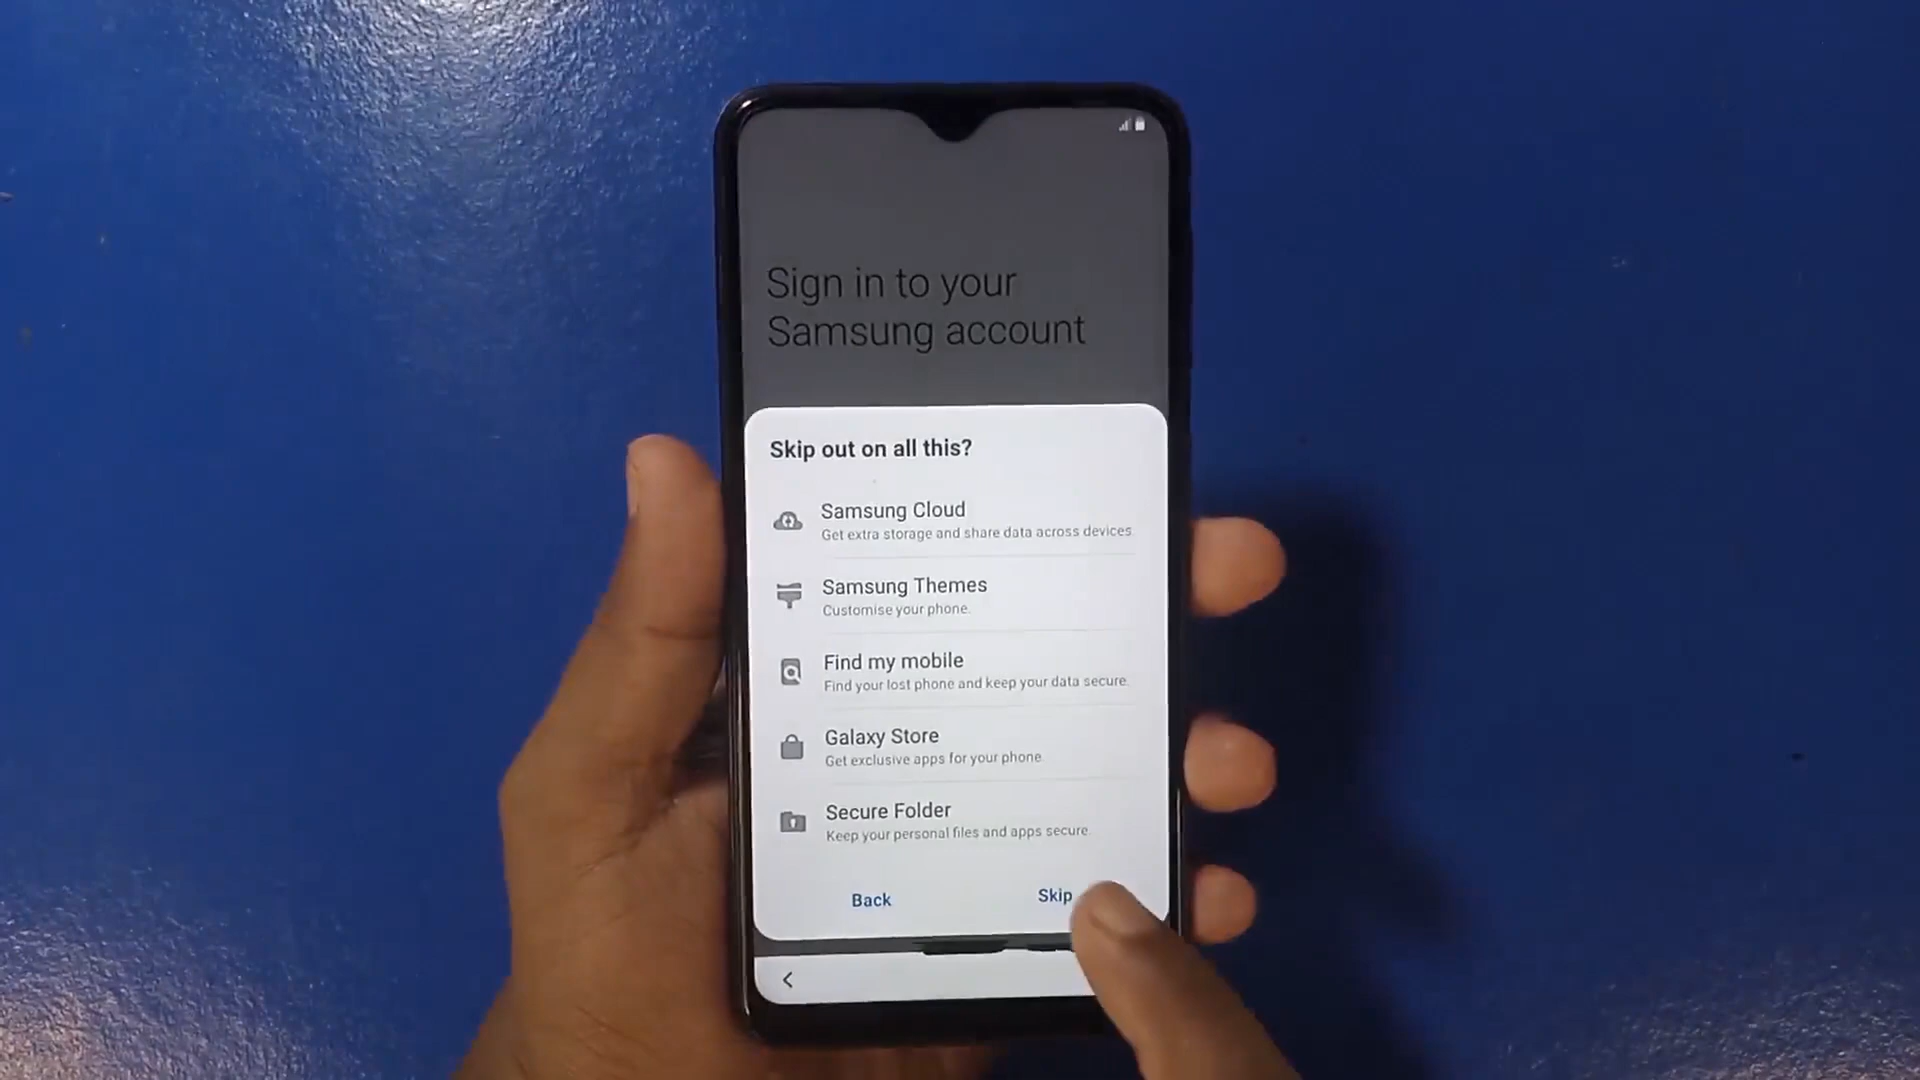 Sign in to your
Samsung account
Skip out on all this?
Samsung Cloud
Get extra storage and share data across devices.
Samsung Themes
Customise your phone.
Find my mobile
Find your lost phone and keep your data secure.
Galaxy Store
Get exclusive apps for your phone.
Secure Folder
Keep your personal files and apps secure.
Back
Skip